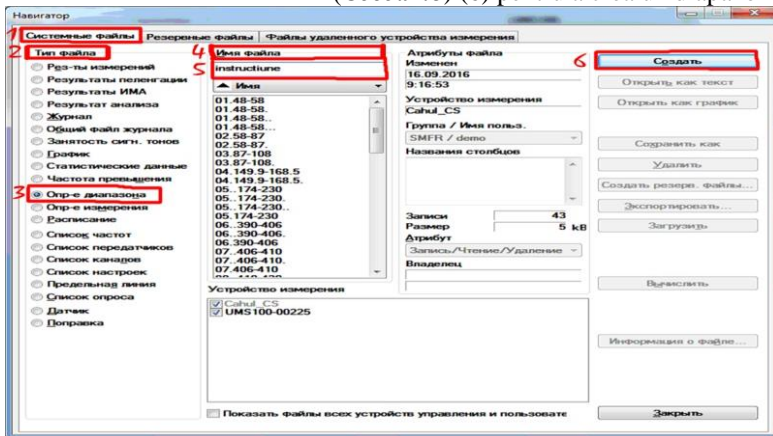 (Создать) (6)
Навигатор
1 Системные файлы Резервные файлы Файлы удаленного устройства измерения
2 Тип файла
Рез-ты измерений
Результаты пеленгации
Результаты ИМА
Результат анализа
Журнал
Общий файл журнала
Занятость сигн. тонов
График
Статистические данные
Частота превышения
3 Опр-е диапазона
Опр-е измерения
Расписание
Список частот
Список передатчиков
Список каналов
Список настроек
Предельная линия
Список опроса
Датчик
Поправка
4 Имя файла
5 instructiune
Имя
01.48-58
01.48-58.
01.48-58..
01.48-58...
02.58-87
02.58-87.
03.87-108
03.87-108.
04.149.9-168.5
04.149.9-168.5.
05..174-230
05..174-230.
05..174-230..
05.174-230
06..390-406
06..390-406.
06.390-406
07..406-410
07..406-410.
07.406-410
Устройство измерения
Cahul_CS
UMS100-00225
Показать файлы всех устройств управления и пользовате
Атрибуты файла
Изменен
16.09.2016
9:16:53
Устройство измерения
Cahul_CS
Группа / Имя польз.
SMFR / demo
Названия столбцов
Записи 43
Размер 5 kB
Атрибут
Запись/Чтение/Удаление
Владелец
6 Создать
Открыть как текст
Открыть как график
Сохранить как
Удалить
Создать резерв. файлы...
Экспортировать...
Загрузить
Вычислить
Информация о файле...
Закрыть